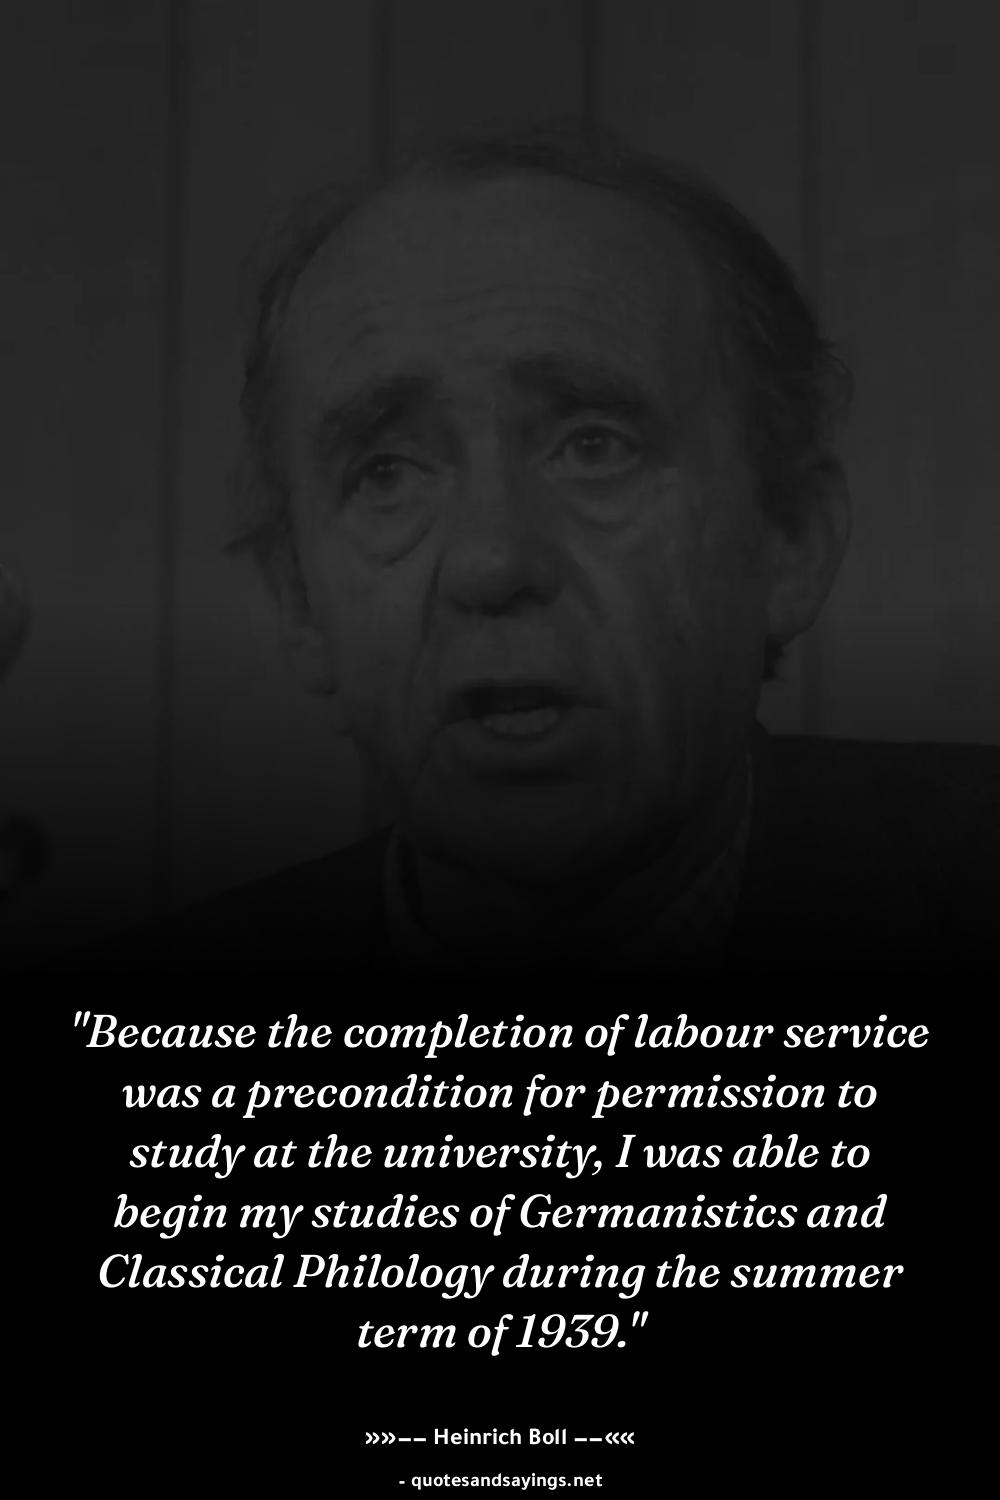 "Because the completion of labour service
was a precondition for permission to
study at the university, I was able to
begin my studies of Germanistics and
Classical Philology during the summer
term of 1939."
»»−− Heinrich Boll −−««
- quotesandsayings.net